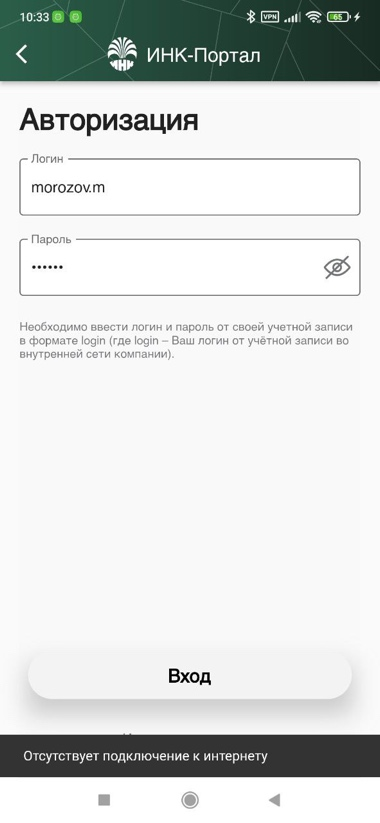 10:33
VPN
65
ИНК
ИНК-Портал
Авторизация
Логин
morozov.m
Пароль
••••••
Необходимо ввести логин и пароль от своей учетной записи
в формате login (где login – Ваш логин от учётной записи во
внутренней сети компании).
Вход
Отсутствует подключение к интернету